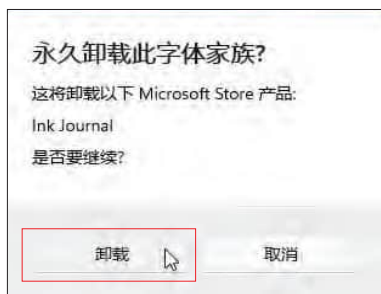 永久卸载此字体家族?
这将卸载以下 Microsoft Store 产品:
Ink Journal
是否要继续?
卸载
取消